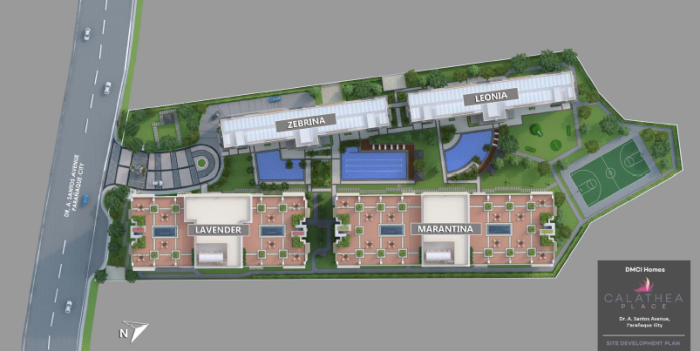 ZEBRINA
LEONIA
LAVENDER
MARANTINA
DR. A. SANTOS AVENUE
PARAÑAQUE CITY
N
DMCI Homes
CALATHEA
PLACE
Dr. A. Santos Avenue,
Parañaque City
SITE DEVELOPMENT PLAN